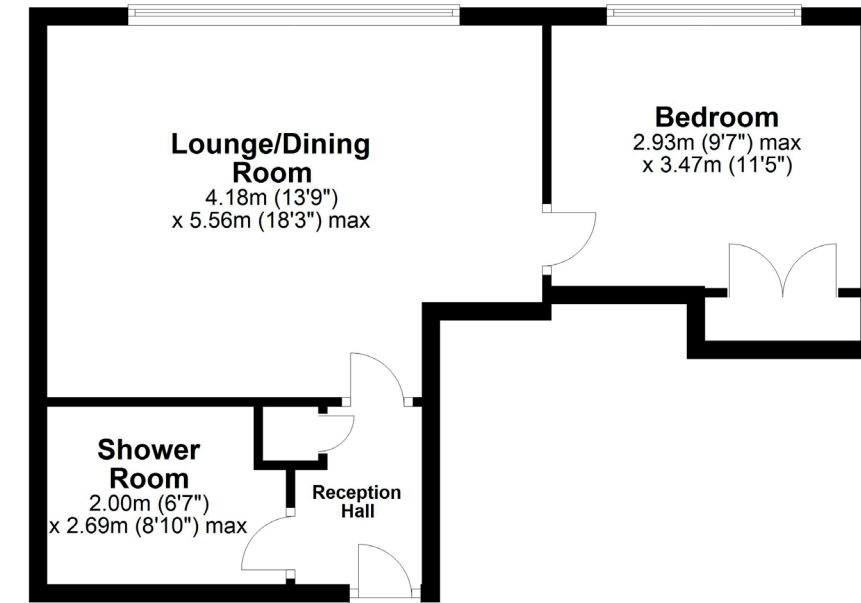 Lounge/Dining
Room
4.18m (13'9")
x 5.56m (18'3") max
Bedroom
2.93m (9'7") max
x 3.47m (11'5")
Shower
Room
2.00m (6'7")
x 2.69m (8'10") max
Reception
Hall